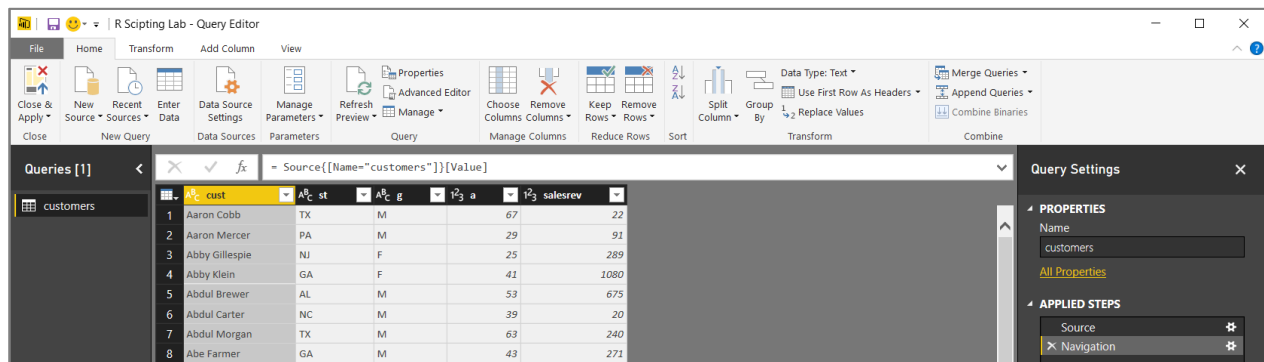 R Scipting Lab - Query Editor
File Home Transform Add Column View
Close & Apply
New Source
Recent Sources
Enter Data
Data Source Settings
Manage Parameters
Refresh Preview
Properties
Advanced Editor
Manage
Choose Columns
Remove Columns
Keep Rows
Remove Rows
Split Column
Group By
Data Type: Text
Use First Row As Headers
Replace Values
Merge Queries
Append Queries
Combine Binaries
Close New Query Data Sources Parameters Query Manage Columns Reduce Rows Sort Transform Combine
Queries [1]
customers
fx = Source{[Name="customers"]}[Value]
ABC cust ABC st ABC g 123 a 123 salesrev
1 Aaron Cobb TX M 67 22
2 Aaron Mercer PA M 29 91
3 Abby Gillespie NJ F 25 289
4 Abby Klein GA F 41 1080
5 Abdul Brewer AL M 53 675
6 Abdul Carter NC M 39 20
7 Abdul Morgan TX M 63 240
8 Abe Farmer GA M 43 271
Query Settings
PROPERTIES
Name
customers
All Properties
APPLIED STEPS
Source
Navigation